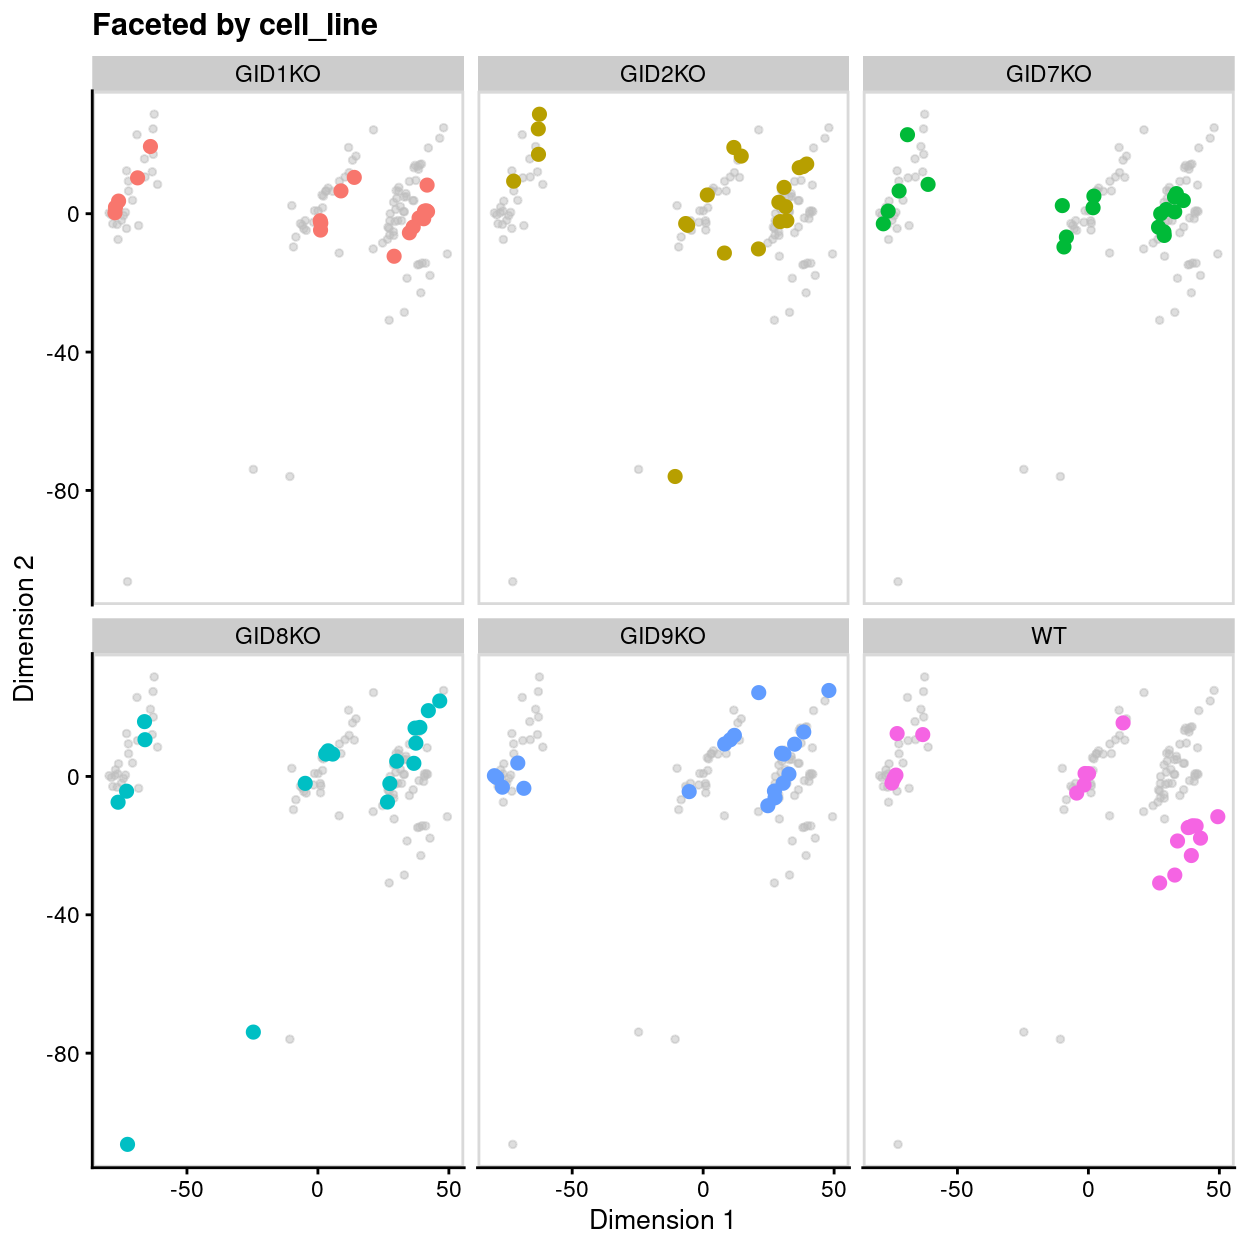 Faceted by cell_line
GID1KO GID2KO GID7KO
0
-40
-80
GID8KO GID9KO WT
0
-40
-80
-50 0 50 -50 0 50 -50 0 50
Dimension 1
Dimension 2